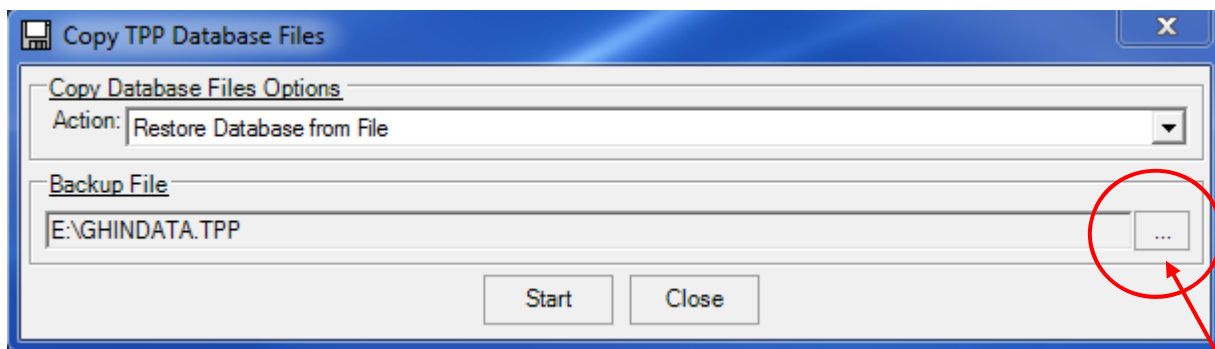 Copy TPP Database Files
x
Copy Database Files Options
Action: Restore Database from File
Backup File
E:\GHINDATA.TPP
...
Start Close